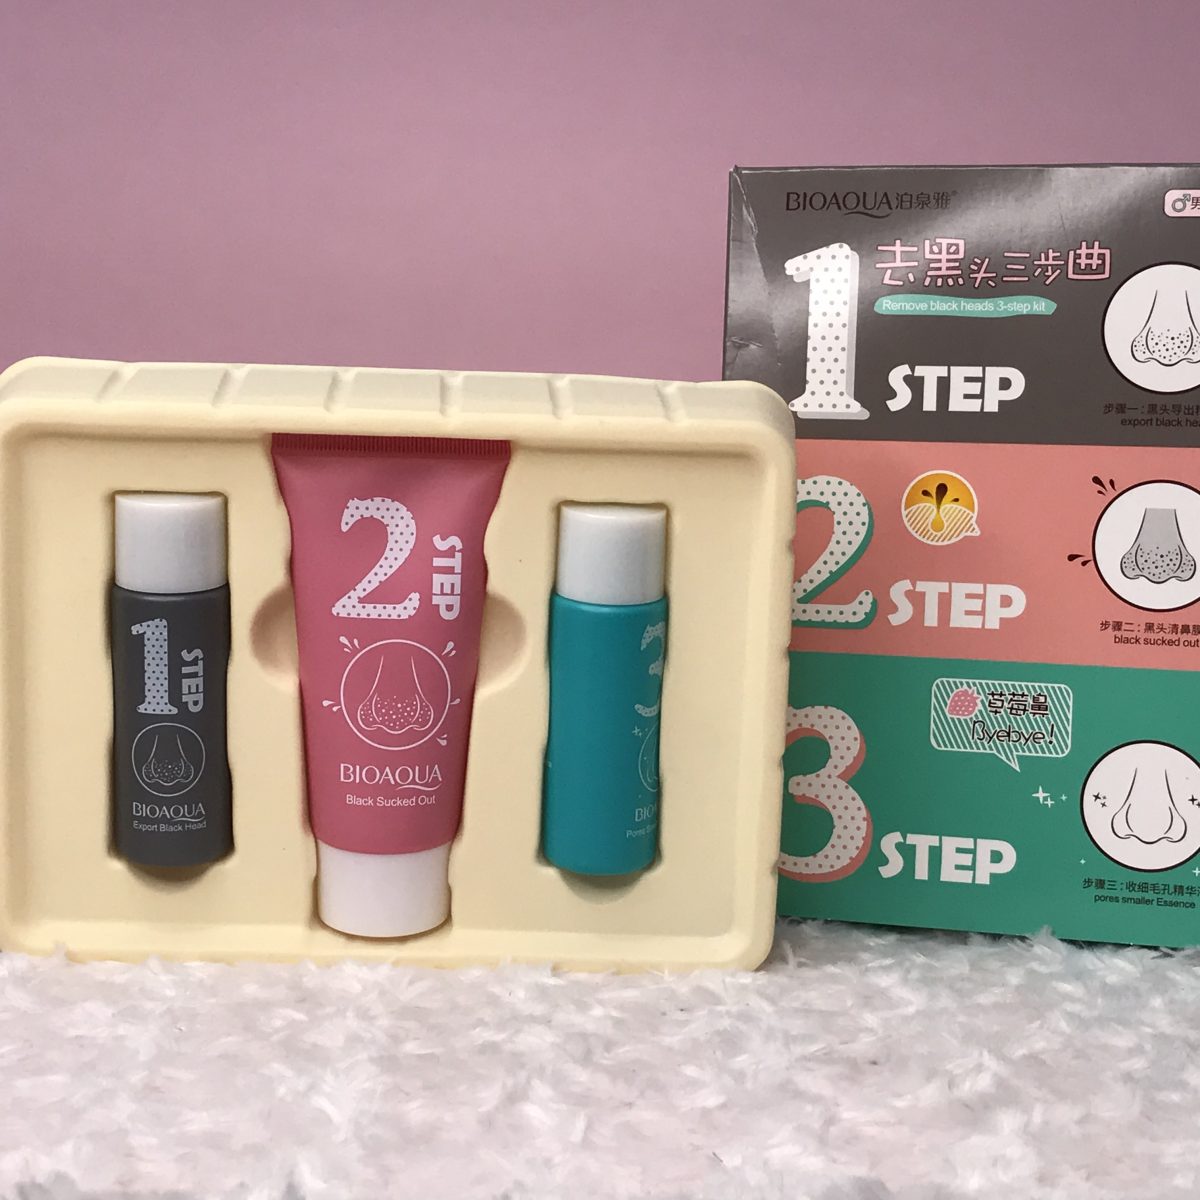 1
STEP
BIOAQUA
Export Black Head
2
STEP
BIOAQUA
Black Sucked Out
3
BIOAQUA泊泉雅®
男
去黑头三步曲
Remove black heads 3-step kit
1
STEP
步骤一：黑头导出
export black
2
STEP
步骤二：黑头清鼻膜
black sucked out
3
草莓鼻
Byebye!
STEP
步骤三：收细毛孔精华
pores smaller Essence